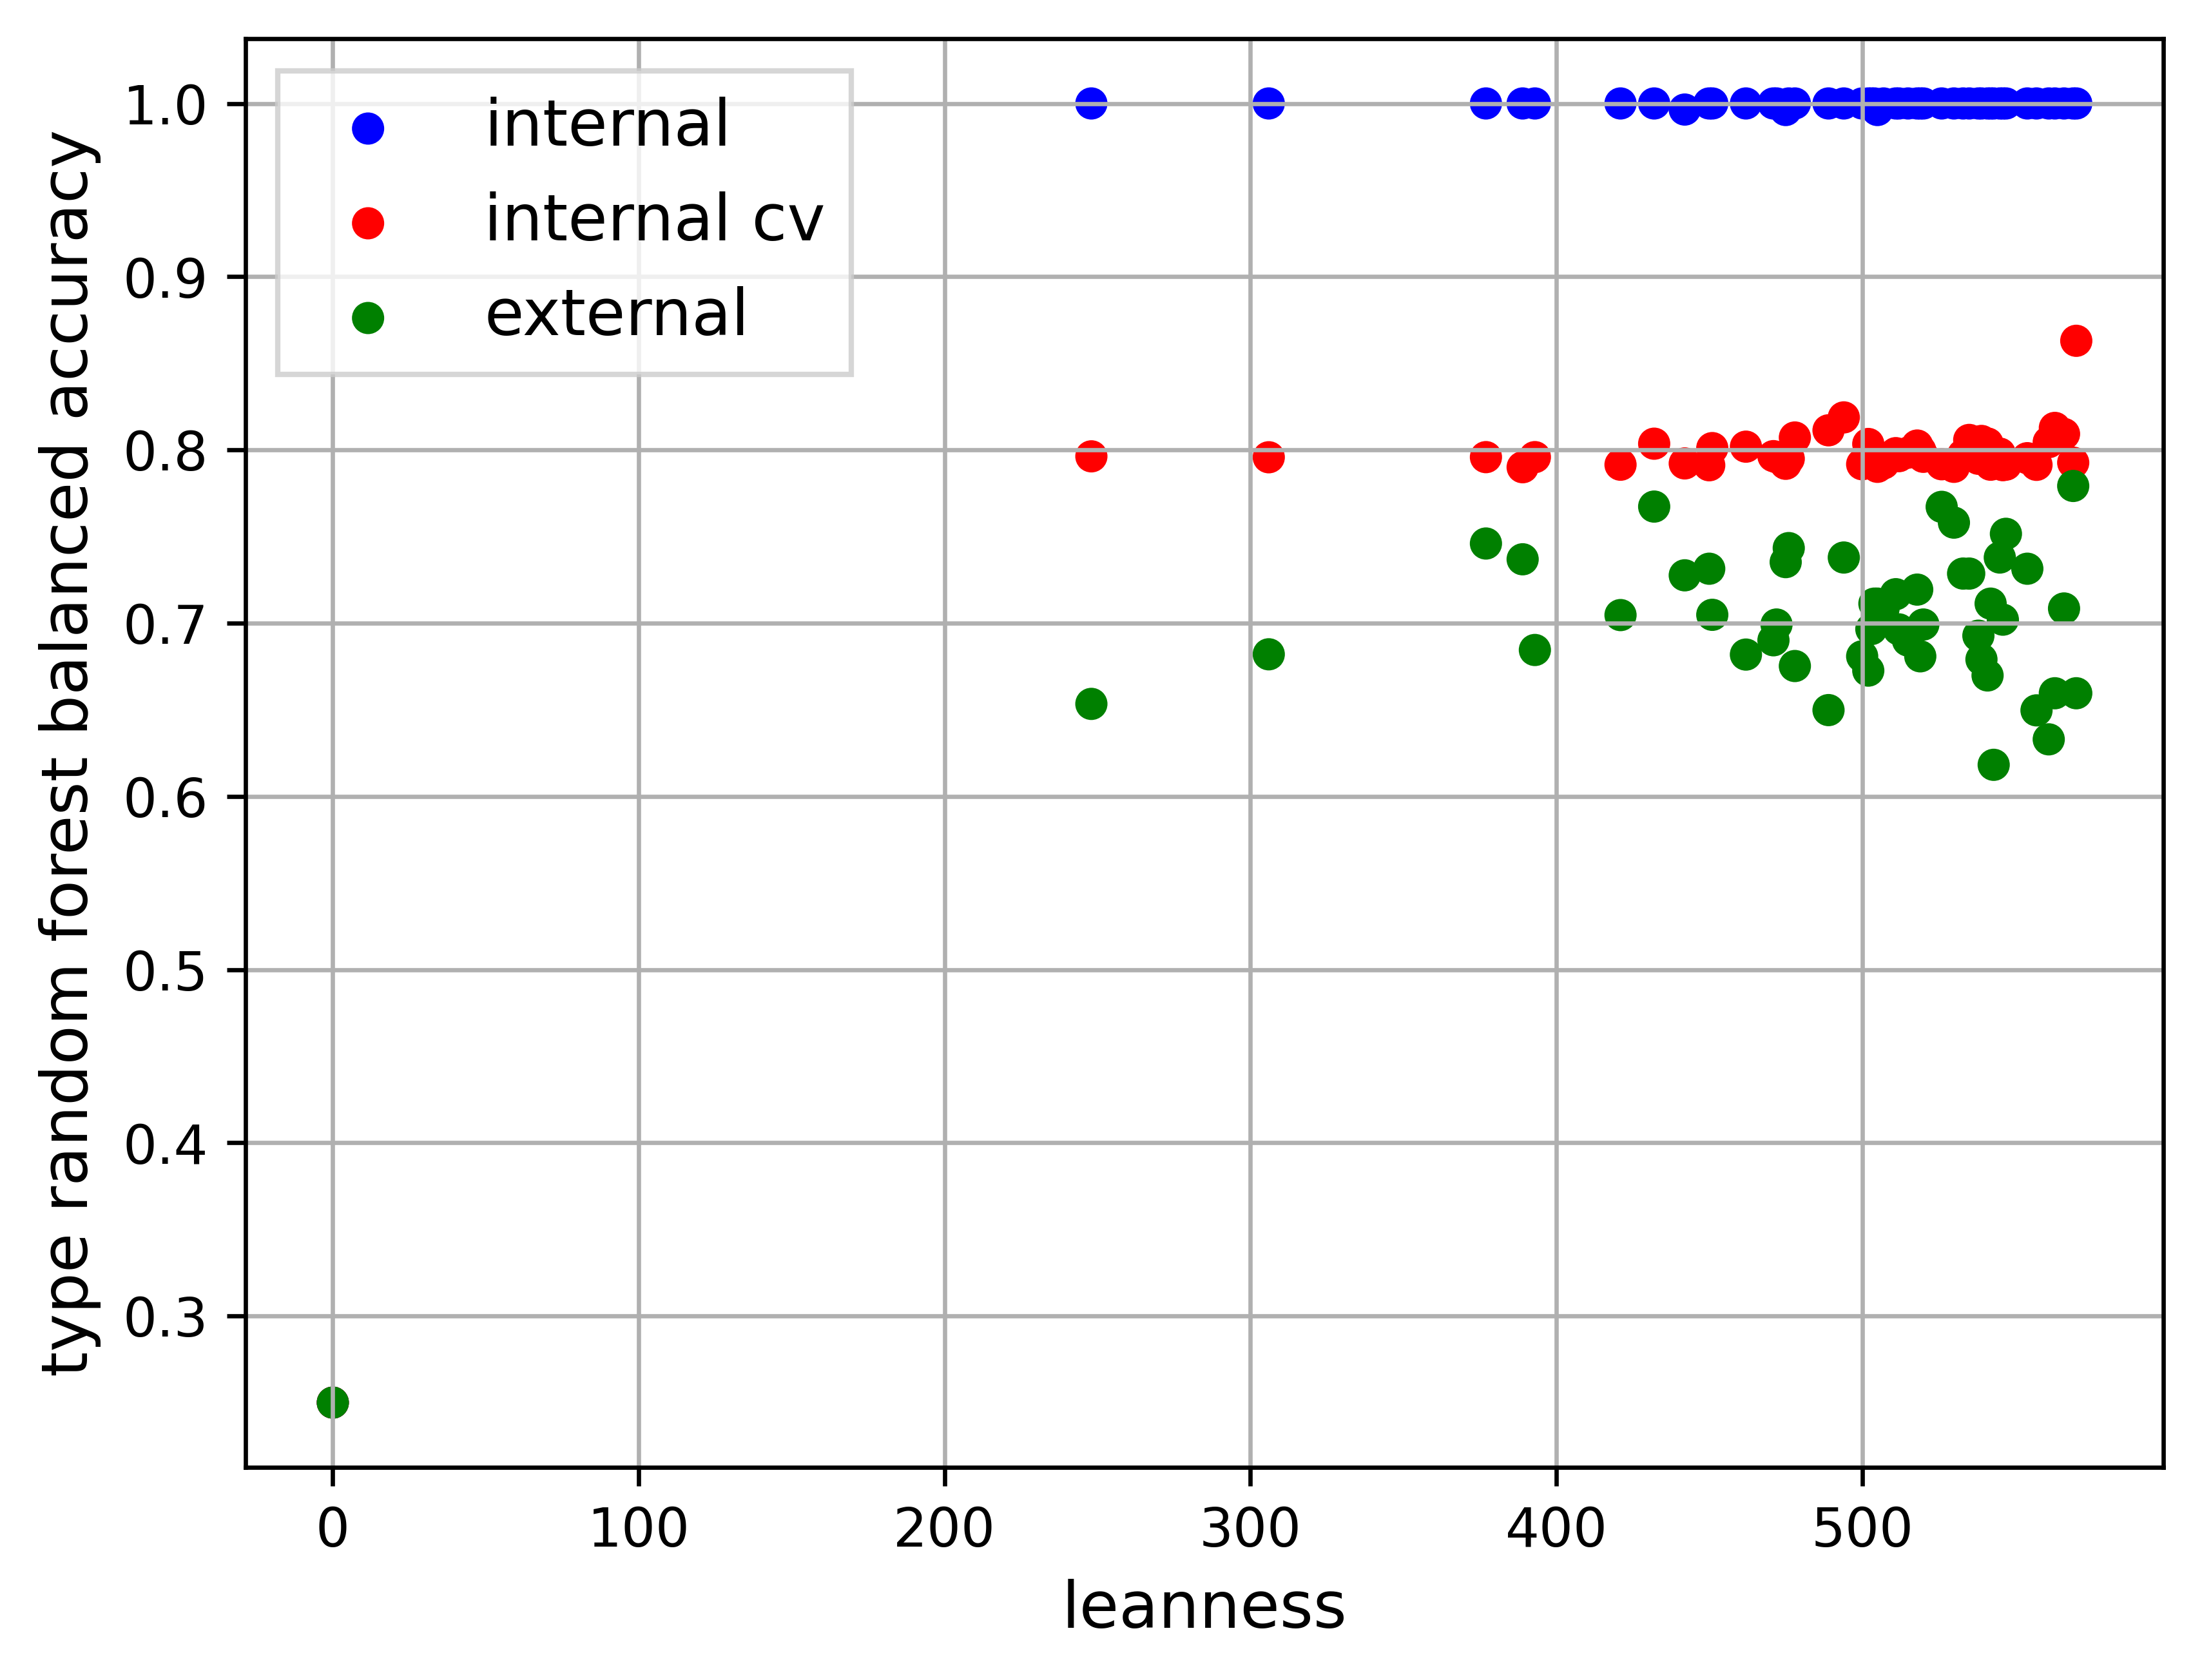 type random forest balanced accuracy
1.0
0.9
0.8
0.7
0.6
0.5
0.4
0.3
internal
internal cv
external
0 100 200 300 400 500
leanness